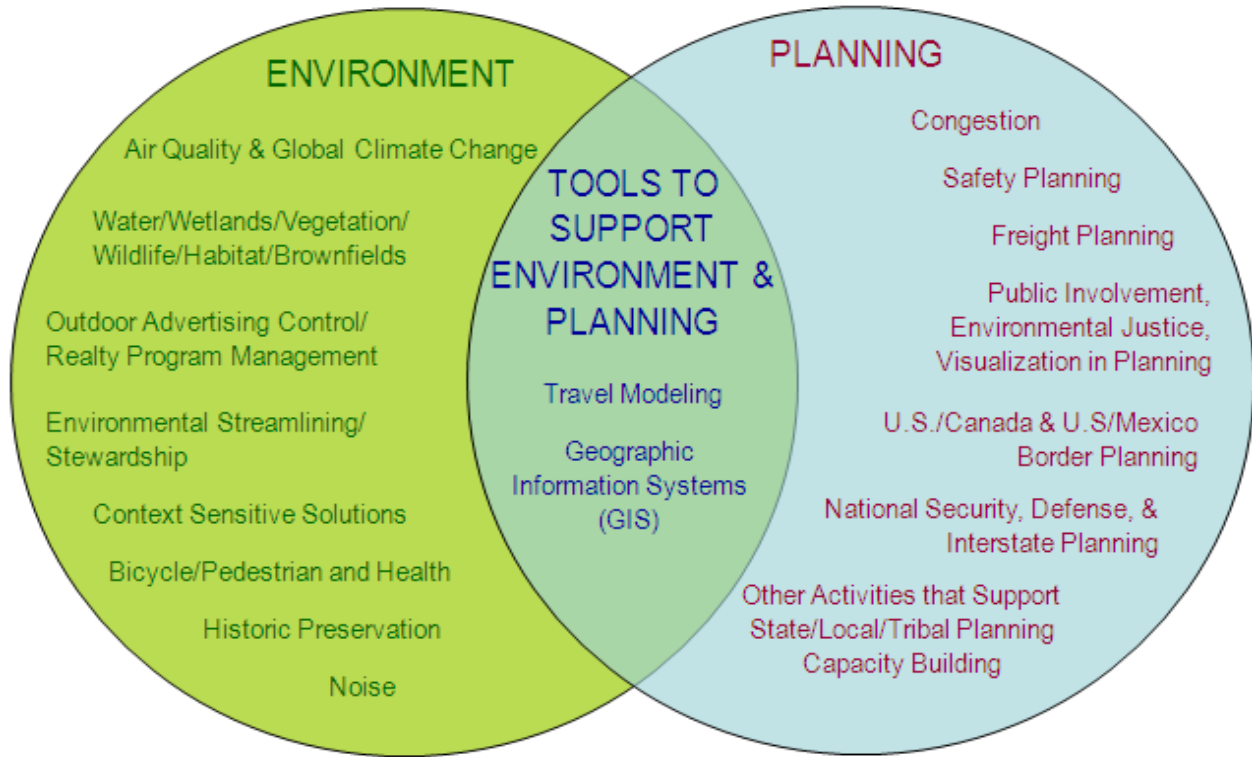 ENVIRONMENT
Air Quality & Global Climate Change
Water/Wetlands/Vegetation/
Wildlife/Habitat/Brownfields
Outdoor Advertising Control/
Realty Program Management
Environmental Streamlining/
Stewardship
Context Sensitive Solutions
Bicycle/Pedestrian and Health
Historic Preservation
Noise
TOOLS TO
SUPPORT
ENVIRONMENT &
PLANNING
Travel Modeling
Geographic
Information Systems
(GIS)
PLANNING
Congestion
Safety Planning
Freight Planning
Public Involvement,
Environmental Justice,
Visualization in Planning
U.S./Canada & U.S/Mexico
Border Planning
National Security, Defense, &
Interstate Planning
Other Activities that Support
State/Local/Tribal Planning
Capacity Building